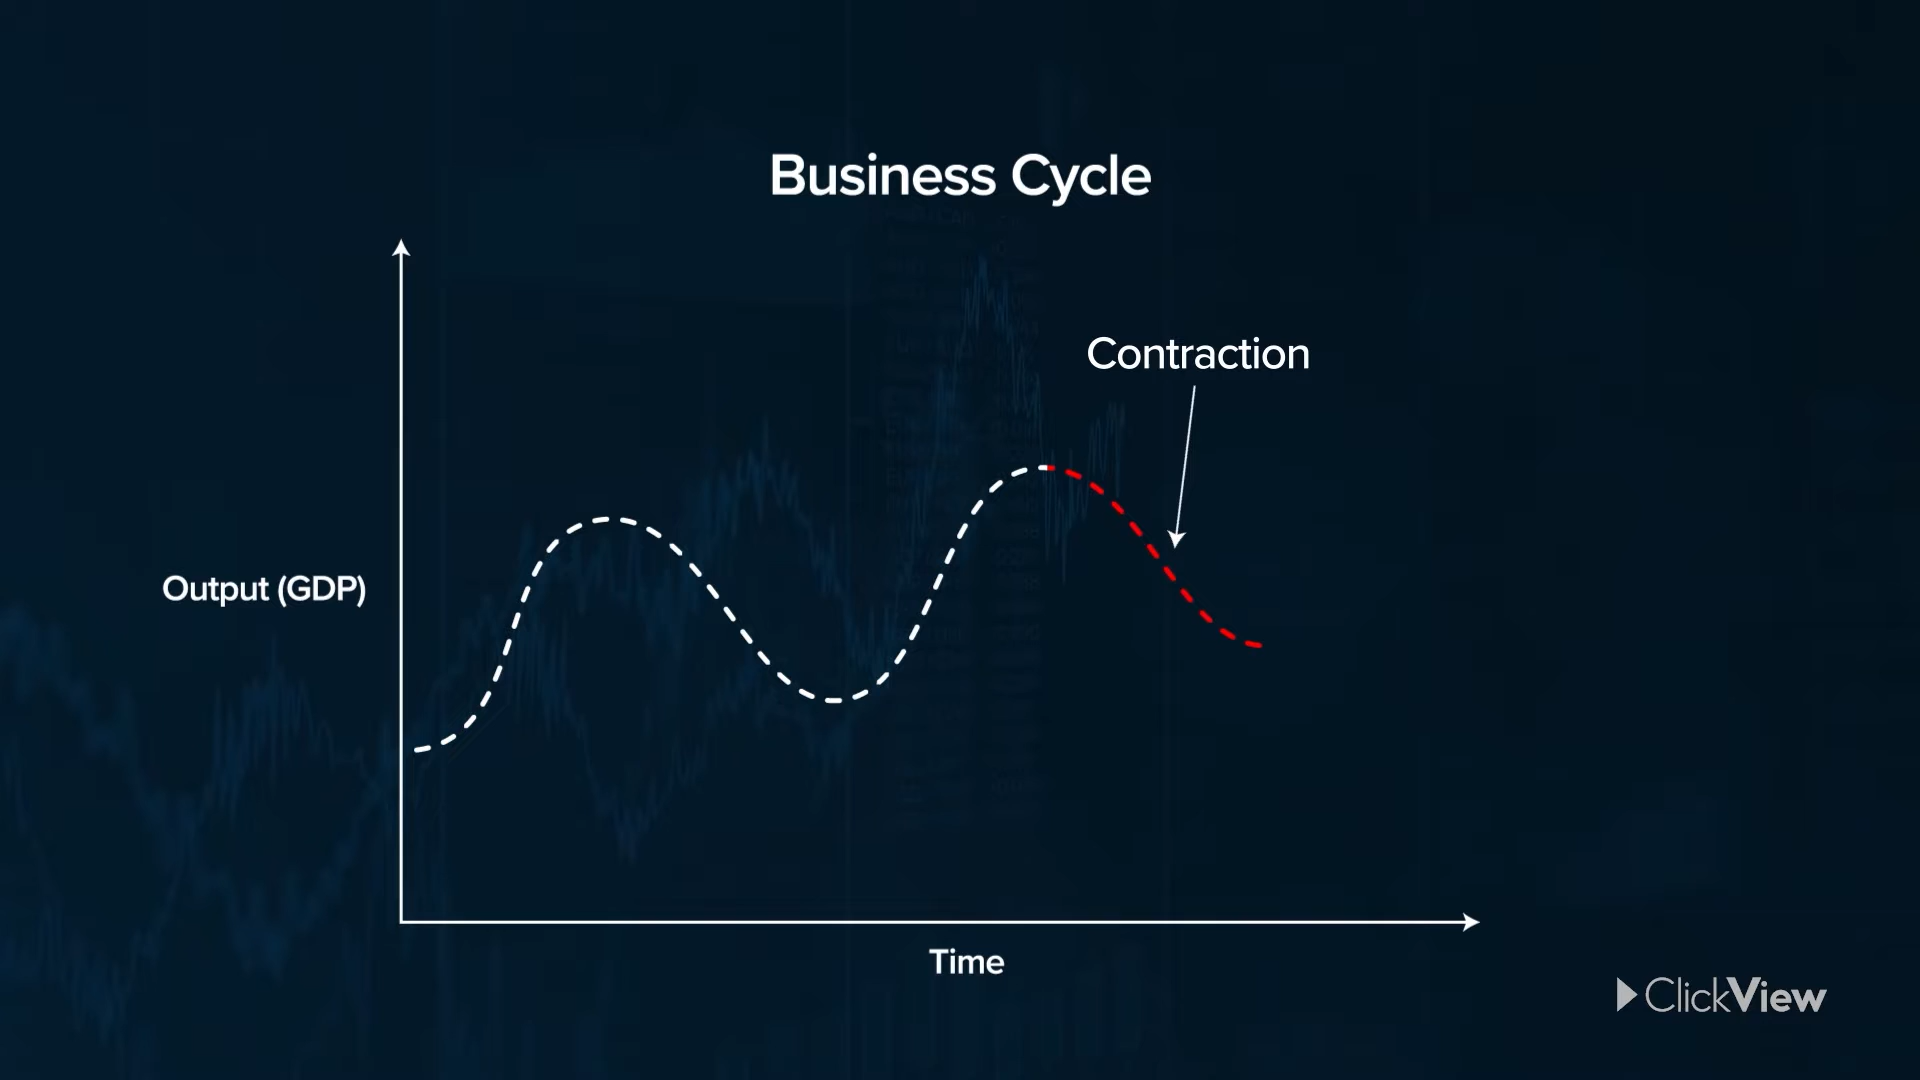 Business Cycle
Contraction
Output (GDP)
Time
ClickView